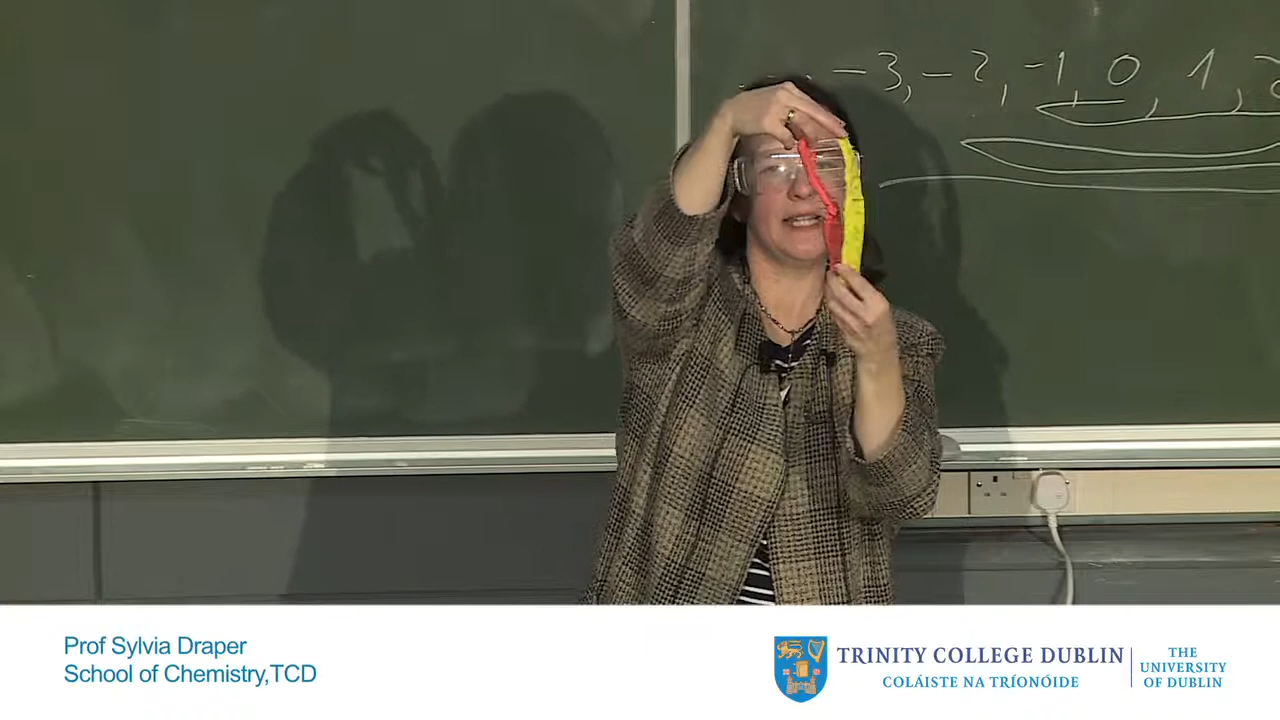 -3, -2, -1, 0, 1, 2
Prof Sylvia Draper
School of Chemistry,TCD
TRINITY COLLEGE DUBLIN
COLÁISTE NA TRÍONÓIDE
THE
UNIVERSITY
OF DUBLIN